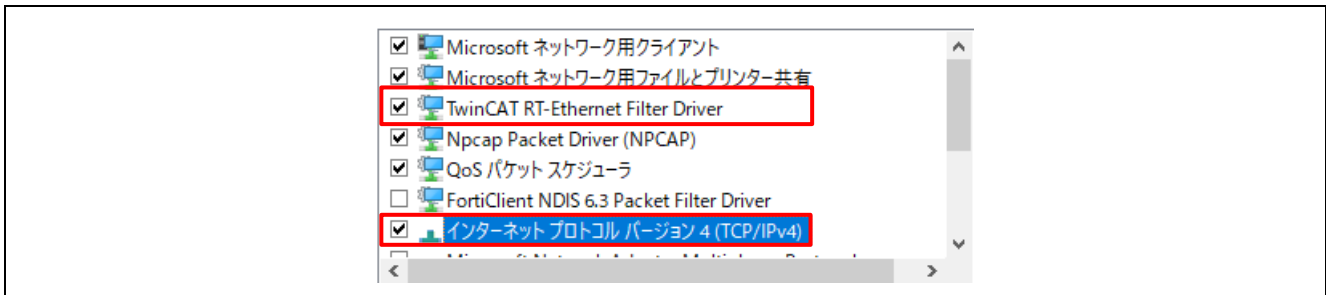 Microsoft ネットワーク用クライアント
Microsoft ネットワーク用ファイルとプリンター共有
TwinCAT RT-Ethernet Filter Driver
Npcap Packet Driver (NPCAP)
QoS パケット スケジューラ
FortiClient NDIS 6.3 Packet Filter Driver
インターネット プロトコル バージョン 4 (TCP/IPv4)